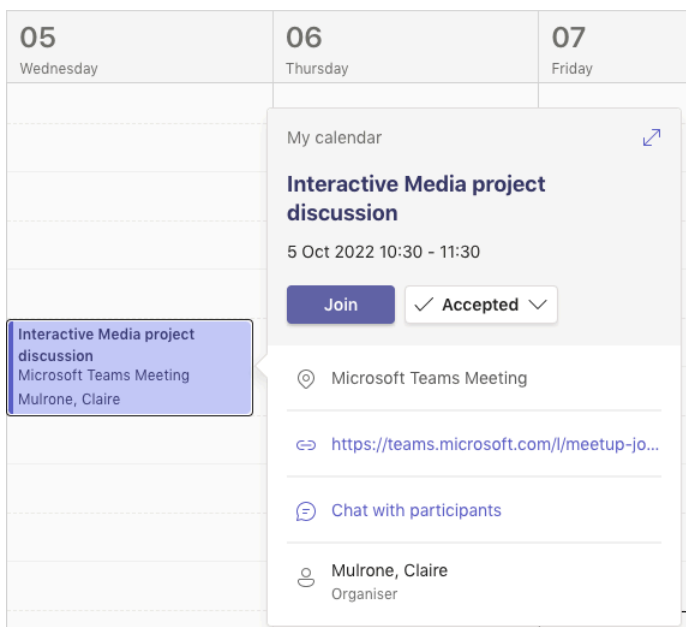 05
Wednesday
06
Thursday
07
Friday
My calendar
Interactive Media project
discussion
5 Oct 2022 10:30 - 11:30
Join
Accepted
Interactive Media project
discussion
Microsoft Teams Meeting
Mulrone, Claire
Microsoft Teams Meeting
https://teams.microsoft.com/l/meetup-jo...
Chat with participants
Mulrone, Claire
Organiser